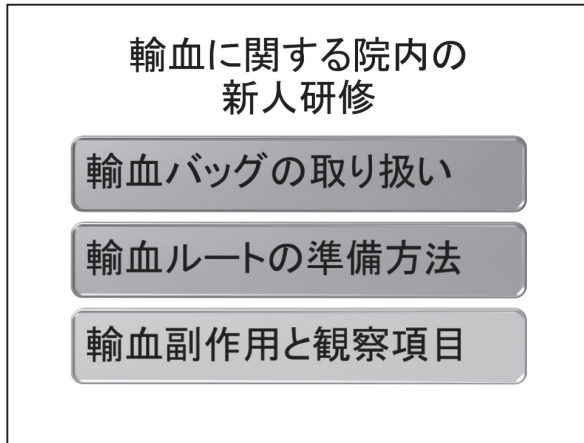 輸血に関する院内の
新人研修
輸血バッグの取り扱い
輸血ルートの準備方法
輸血副作用と観察項目